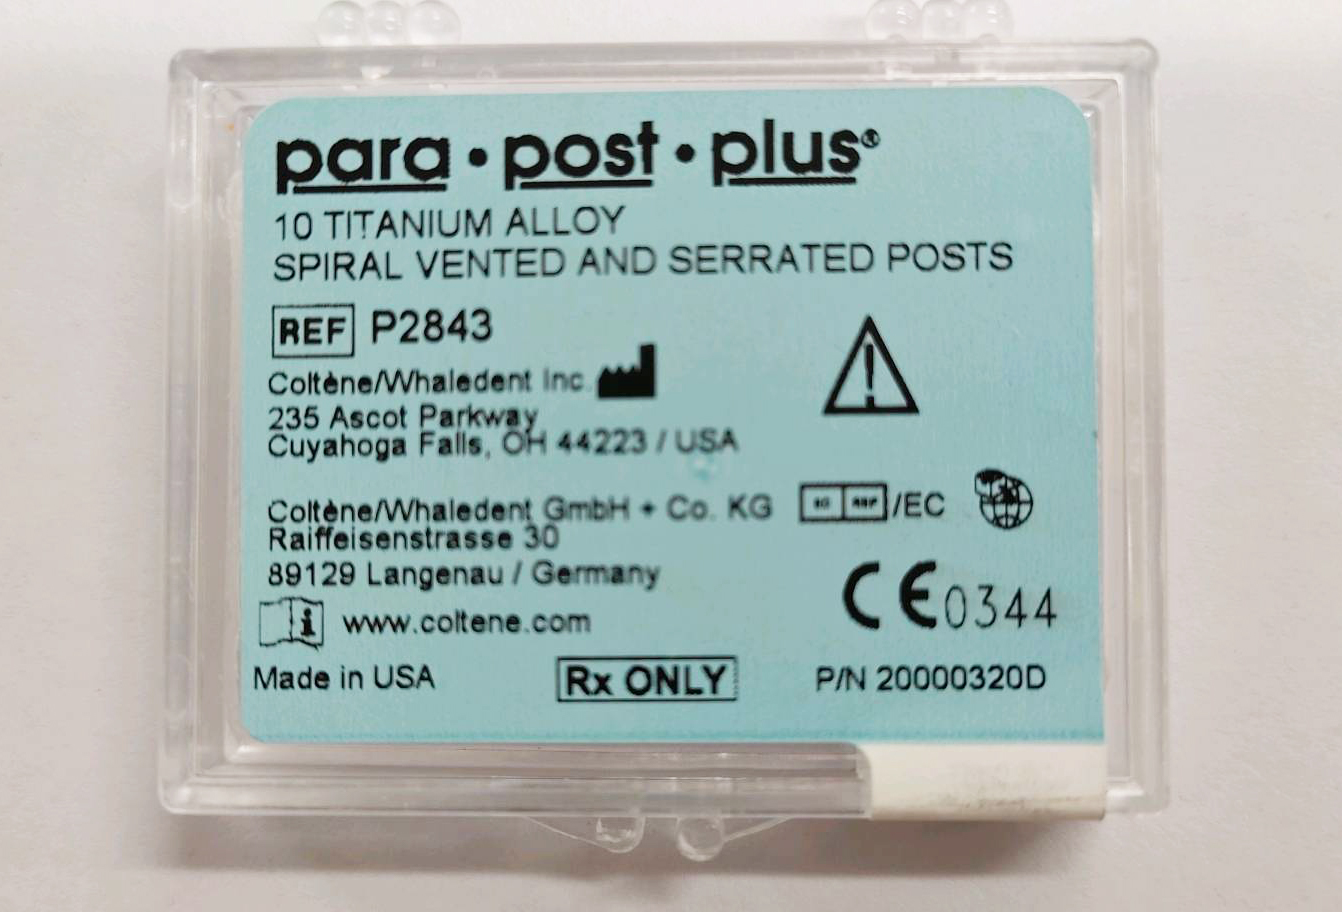 para • post • plus®
10 TITANIUM ALLOY
SPIRAL VENTED AND SERRATED POSTS
REF P2843
Coltène/Whaledent Inc.
235 Ascot Parkway
Cuyahoga Falls, OH 44223 / USA
Coltène/Whaledent GmbH + Co. KG /EC
Raiffeisenstrasse 30
89129 Langenau / Germany
CE 0344
i www.coltene.com
Made in USA Rx ONLY P/N 20000320D